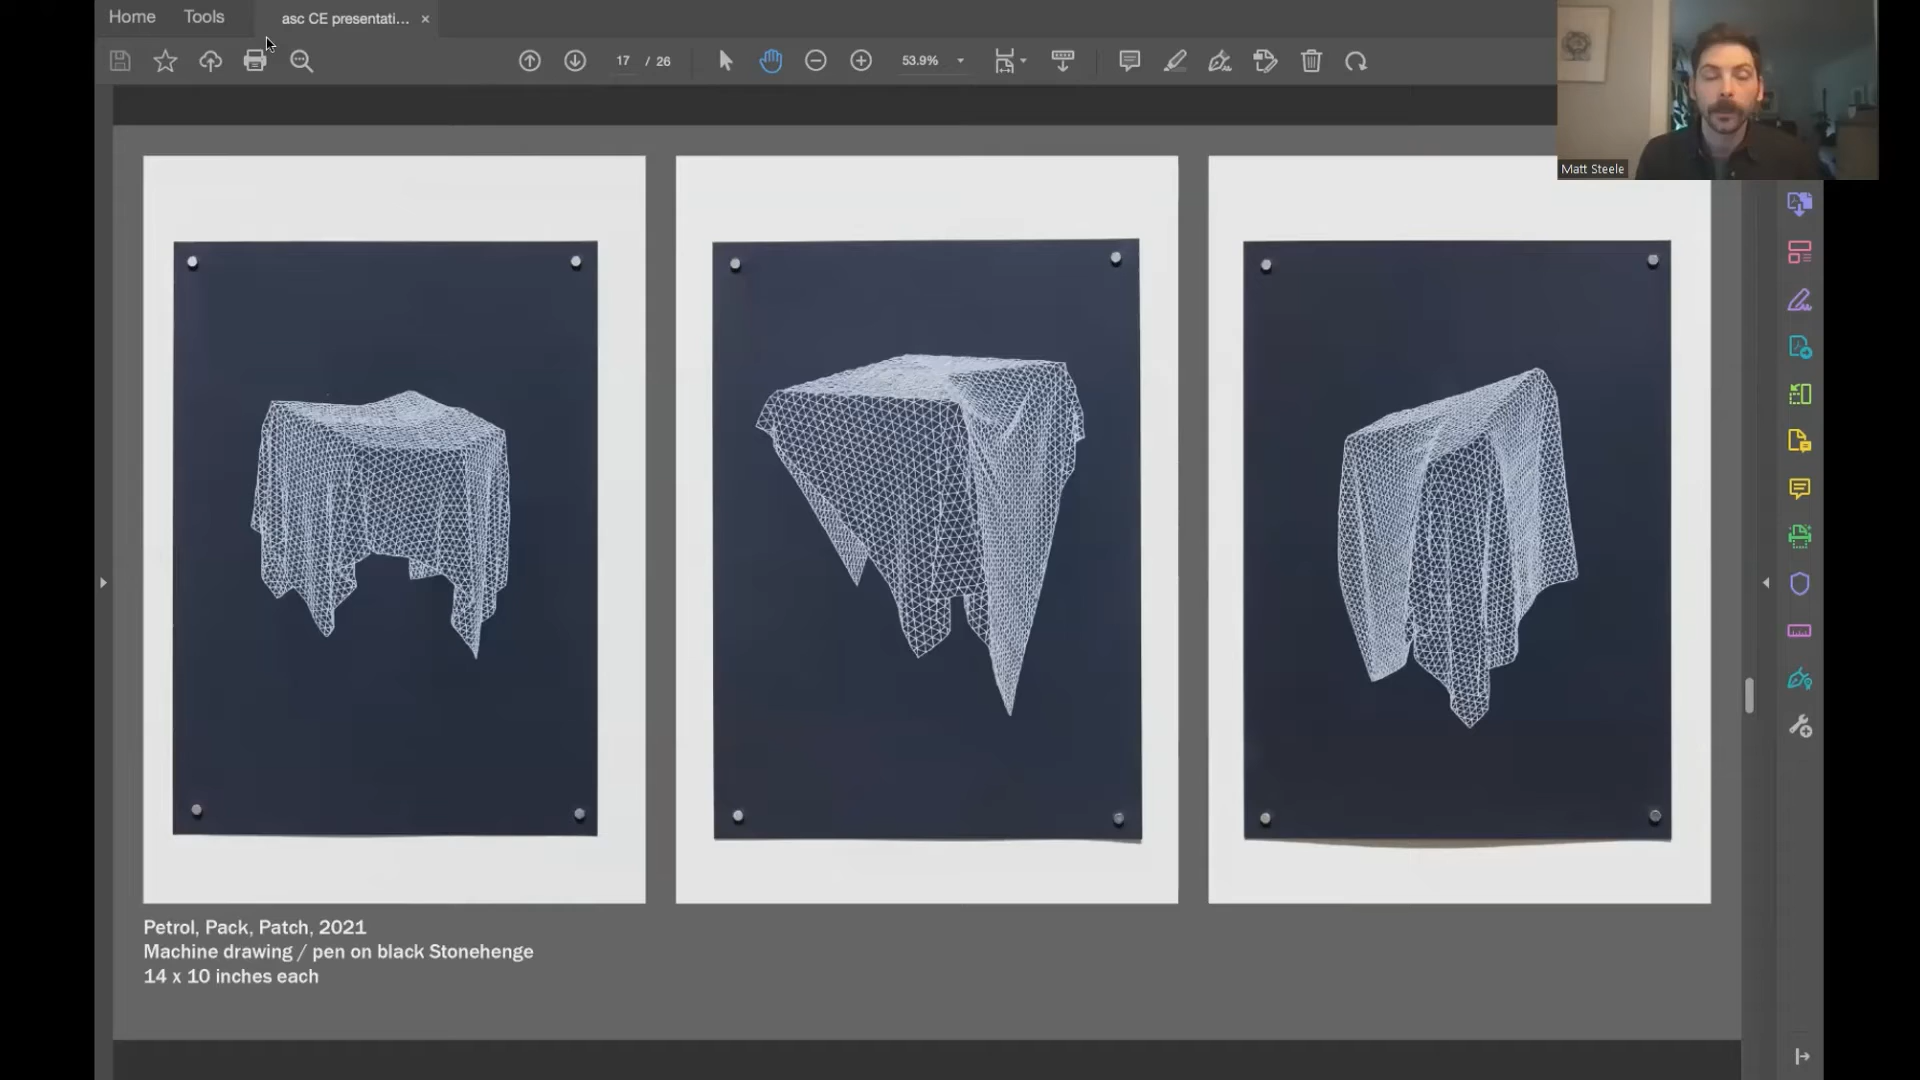 Home Tools asc CE presentati... ×
17 / 26 53.9%
Matt Steele
Petrol, Pack, Patch, 2021
Machine drawing / pen on black Stonehenge
14 x 10 inches each